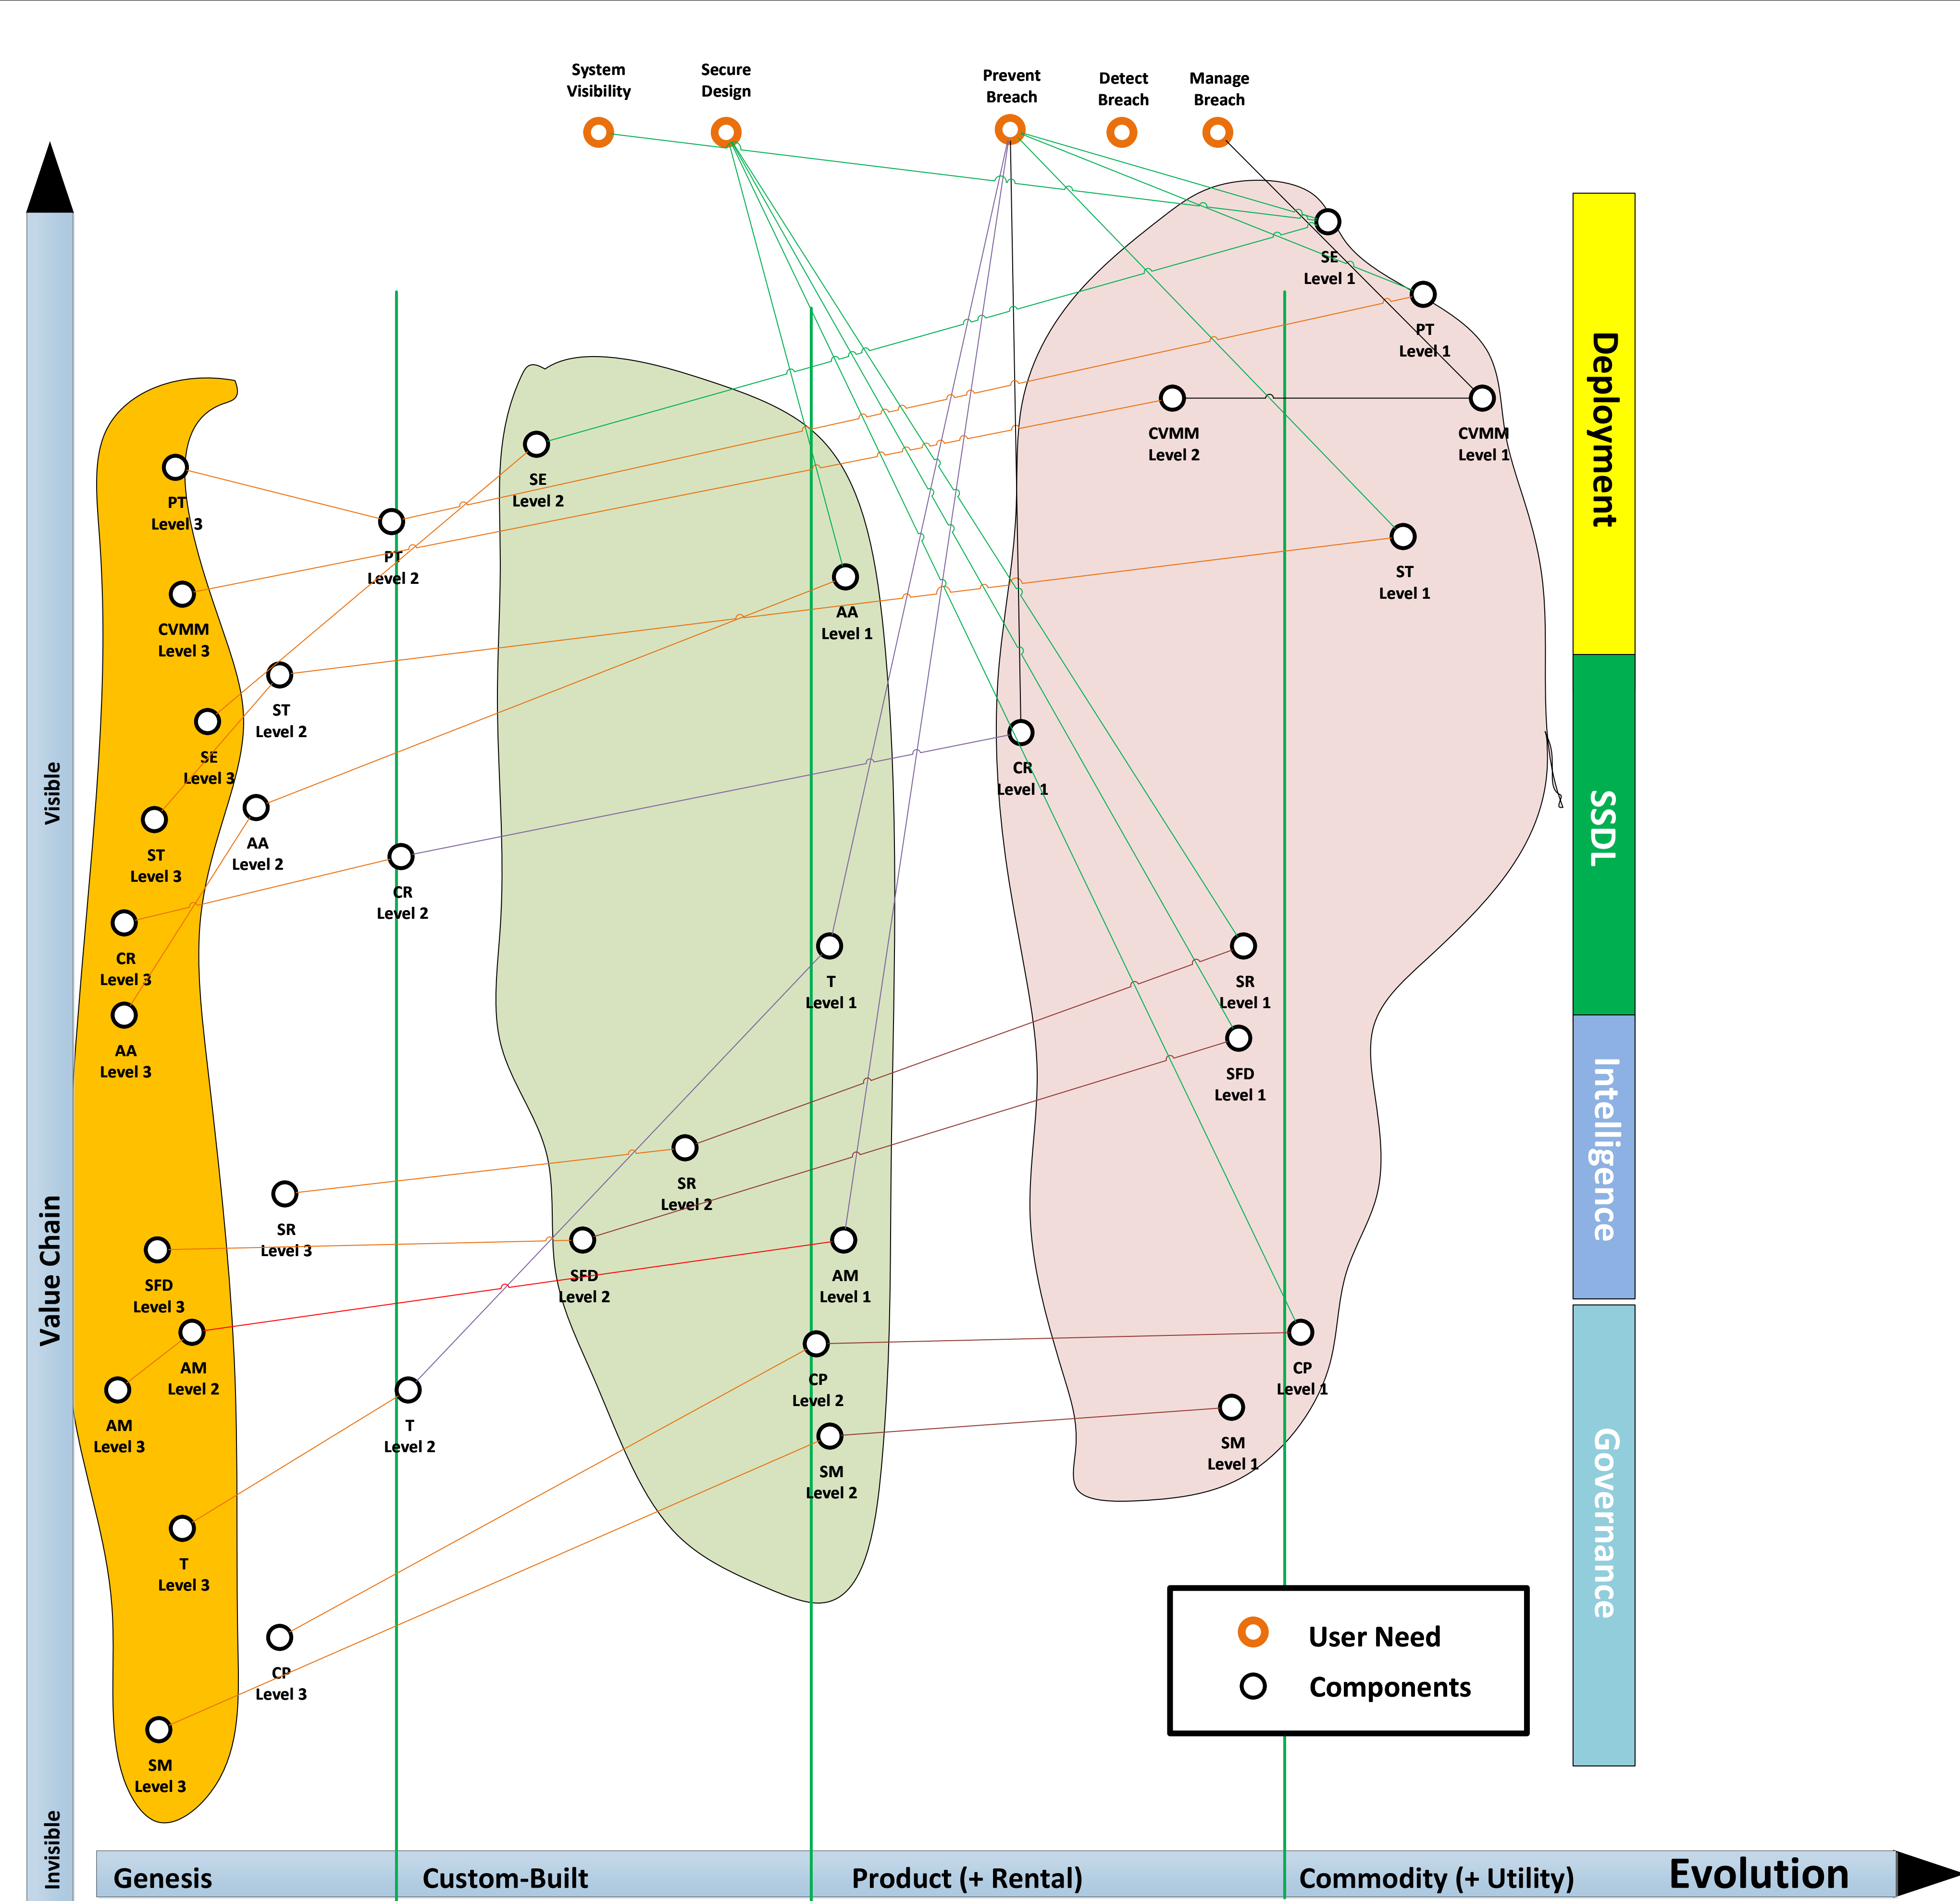 System
Visibility
Secure
Design
Prevent
Breach
Detect
Breach
Manage
Breach
SE
Level 1
PT
Level 1
CVMM
Level 2
CVMM
Level 1
SE
Level 2
PT
Level 3
PT
Level 2
ST
Level 1
CVMM
Level 3
AA
Level 1
ST
Level 2
SE
Level 3
CR
Level 1
ST
Level 3
AA
Level 2
CR
Level 2
CR
Level 3
T
Level 1
SR
Level 1
AA
Level 3
SFD
Level 1
SR
Level 2
SR
Level 3
SFD
Level 3
SFD
Level 2
AM
Level 1
AM
Level 2
CP
Level 2
CP
Level 1
AM
Level 3
T
Level 2
SM
Level 1
SM
Level 2
T
Level 3
CP
Level 3
SM
Level 3
User Need
Components
Deployment
SSDL
Intelligence
Governance
Visible
Value Chain
Invisible
Genesis
Custom-Built
Product (+ Rental)
Commodity (+ Utility)
Evolution